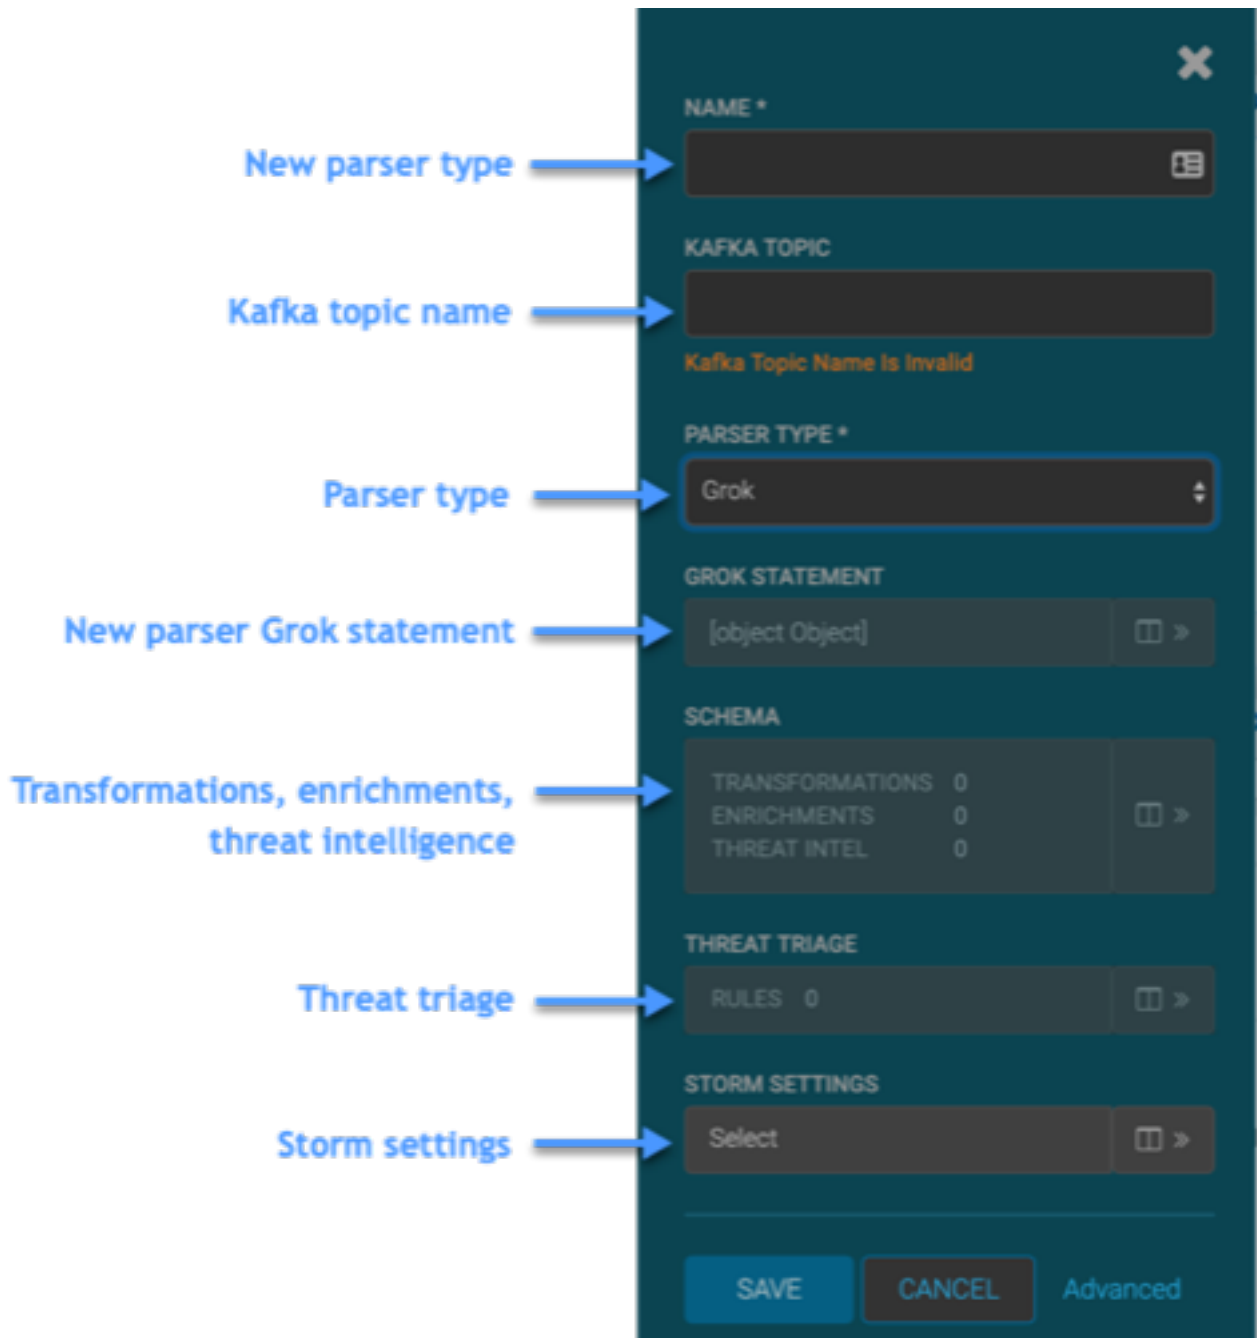 NAME *
New parser type
KAFKA TOPIC
Kafka topic name
Kafka Topic Name Is Invalid
PARSER TYPE *
Parser type
Grok
GROK STATEMENT
New parser Grok statement
[object Object]
SCHEMA
Transformations, enrichments,
threat intelligence
TRANSFORMATIONS 0
ENRICHMENTS 0
THREAT INTEL 0
THREAT TRIAGE
Threat triage
RULES 0
STORM SETTINGS
Storm settings
Select
SAVE CANCEL Advanced